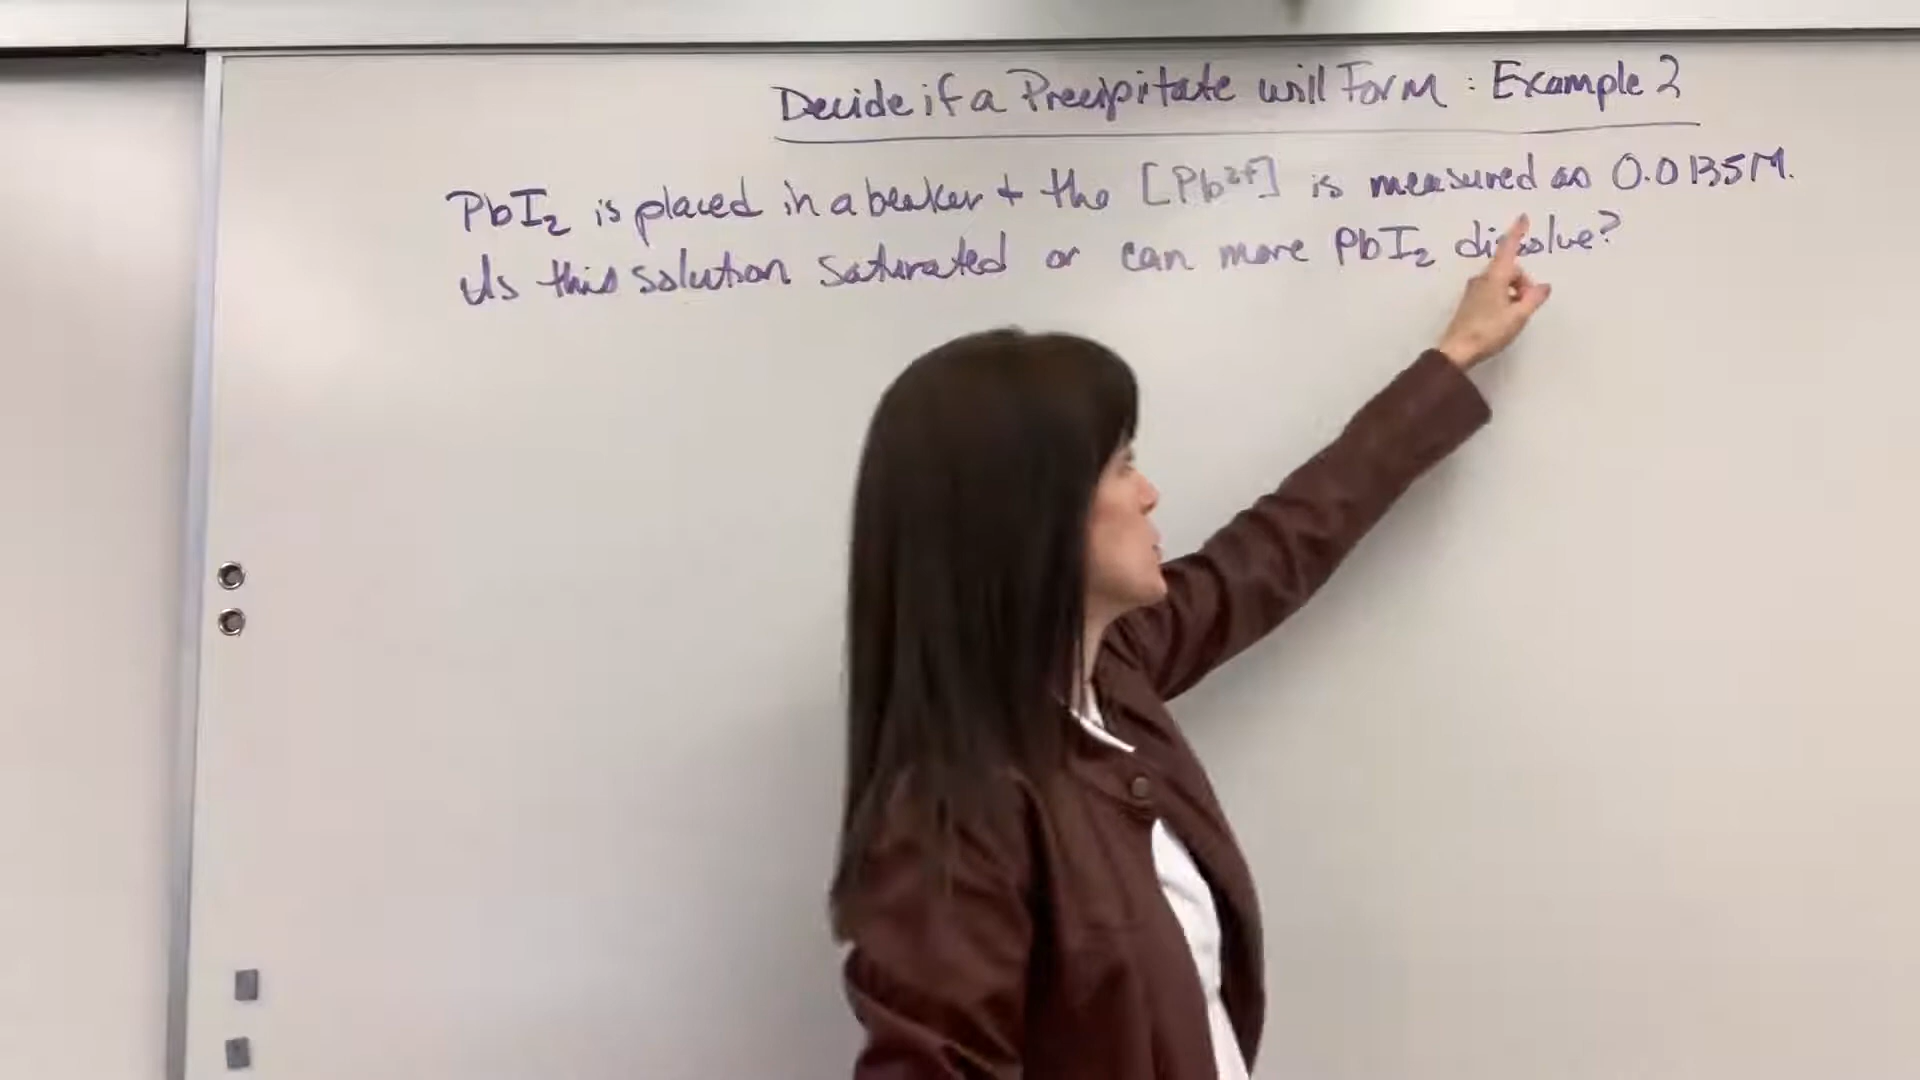 Decide if a Precipitate will Form : Example 2
PbI₂ is placed in a beaker + the [Pb²⁺] is measured as 0.0135M.
Is this solution saturated or can more PbI₂ dissolve?